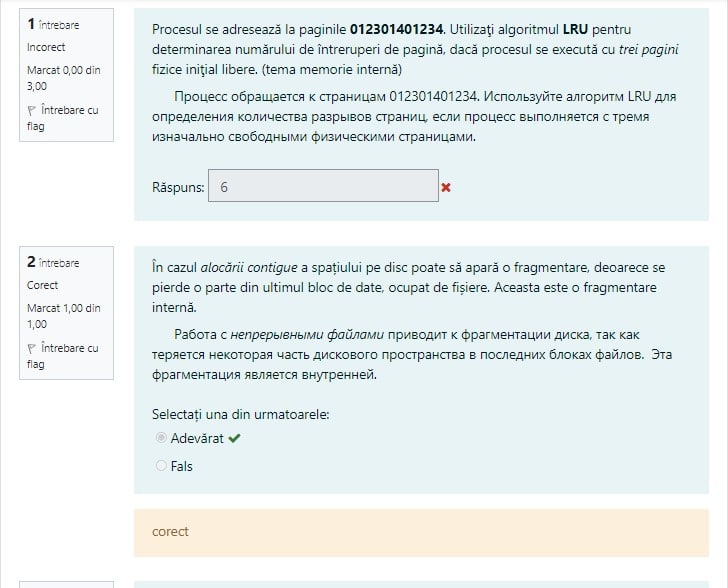 1 întrebare
Incorect
Marcat 0,00 din
3,00
Întrebare cu
flag
Procesul se adresează la paginile 012301401234. Utilizaţi algoritmul LRU pentru
determinarea numărului de întreruperi de pagină, dacă procesul se execută cu trei pagini
fizice iniţial libere. (tema memorie internă)
Процесс обращается к страницам 012301401234. Используйте алгоритм LRU для
определения количества разрывов страниц, если процесс выполняется с тремя
изначально свободными физическими страницами.
Răspuns: 6
2 întrebare
Corect
Marcat 1,00 din
1,00
Întrebare cu
flag
În cazul alocării contigue a spațiului pe disc poate să apară o fragmentare, deoarece se
pierde o parte din ultimul bloc de date, ocupat de fișiere. Aceasta este o fragmentare
internă.
Работа с непрерывными файлами приводит к фрагментации диска, так как
теряется некоторая часть дискового пространства в последних блоках файлов. Эта
фрагментация является внутренней.
Selectați una din urmatoarele:
Adevărat
Fals
corect